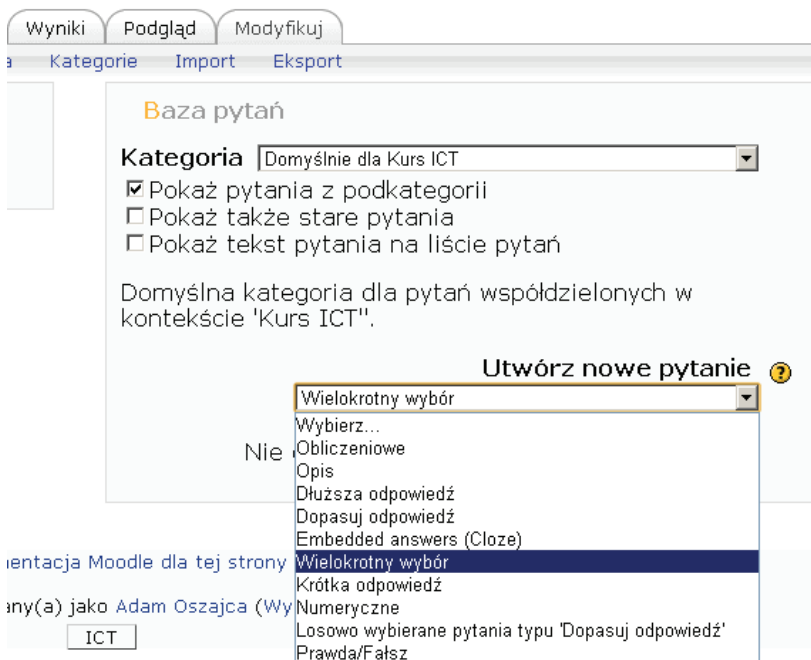 Wyniki Podgląd Modyfikuj
a Kategorie Import Eksport
Baza pytań
Kategoria Domyślnie dla Kurs ICT
Pokaż pytania z podkategorii
Pokaż także stare pytania
Pokaż tekst pytania na liście pytań
Domyślna kategoria dla pytań współdzielonych w
kontekście 'Kurs ICT".
Utwórz nowe pytanie ?
Wielokrotny wybór
Wybierz...
Nie
Obliczeniowe
Opis
Dłuższa odpowiedź
Dopasuj odpowiedź
Embedded answers (Cloze)
entacja Moodle dla tej strony
Wielokrotny wybór
Krótka odpowiedź
any(a) jako Adam Oszajca (Wy
Numeryczne
Losowo wybierane pytania typu 'Dopasuj odpowiedź'
ICT
Prawda/Fałsz